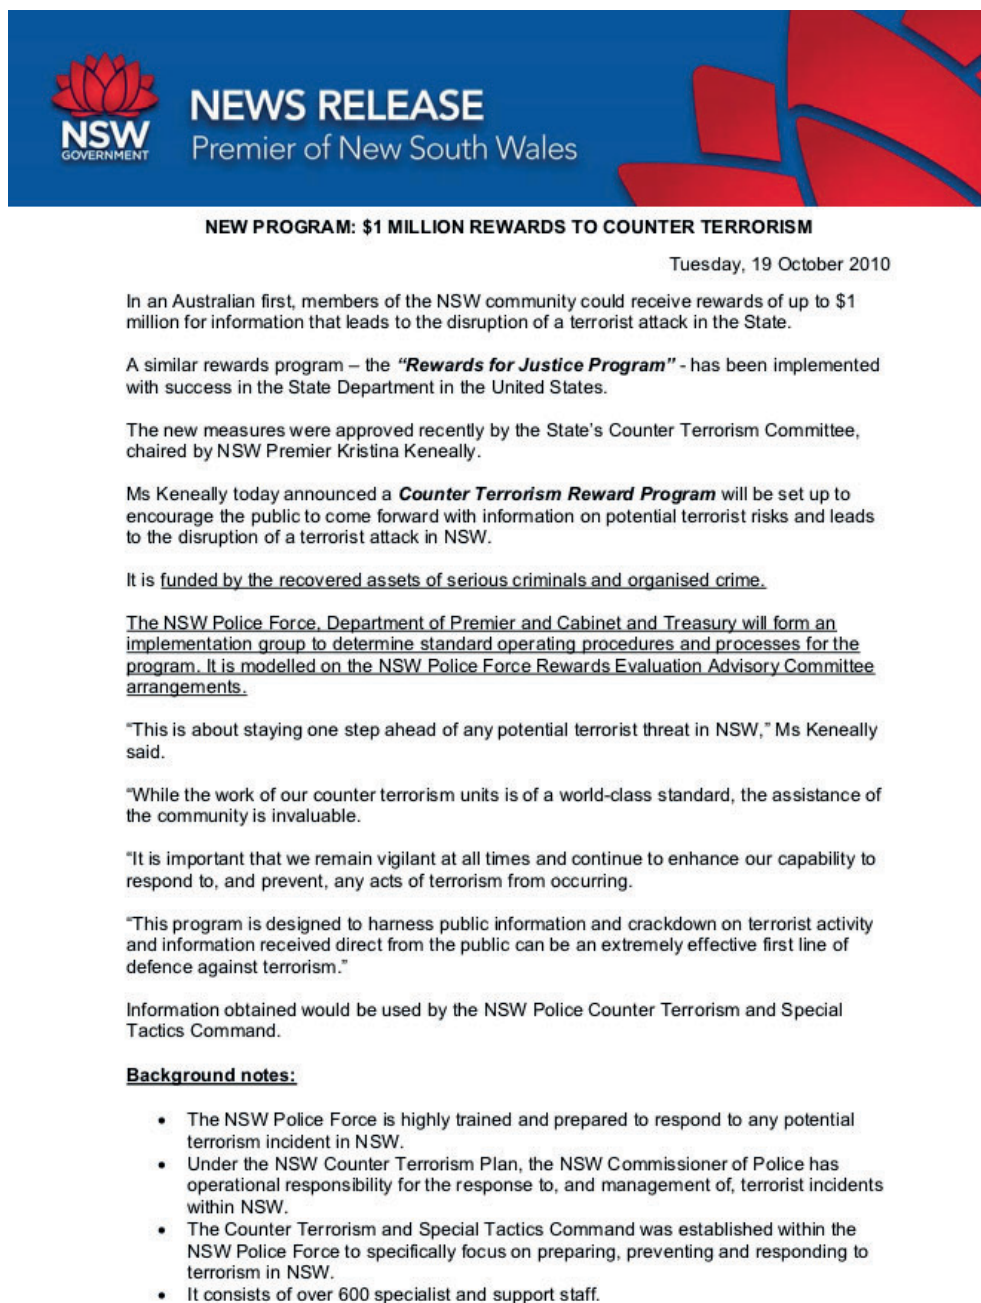 NSW
GOVERNMENT
NEWS RELEASE
Premier of New South Wales
NEW PROGRAM: $1 MILLION REWARDS TO COUNTER TERRORISM
Tuesday, 19 October 2010
In an Australian first, members of the NSW community could receive rewards of up to $1
million for information that leads to the disruption of a terrorist attack in the State.
A similar rewards program – the “Rewards for Justice Program” - has been implemented
with success in the State Department in the United States.
The new measures were approved recently by the State’s Counter Terrorism Committee,
chaired by NSW Premier Kristina Keneally.
Ms Keneally today announced a Counter Terrorism Reward Program will be set up to
encourage the public to come forward with information on potential terrorist risks and leads
to the disruption of a terrorist attack in NSW.
It is funded by the recovered assets of serious criminals and organised crime.
The NSW Police Force, Department of Premier and Cabinet and Treasury will form an
implementation group to determine standard operating procedures and processes for the
program. It is modelled on the NSW Police Force Rewards Evaluation Advisory Committee
arrangements.
“This is about staying one step ahead of any potential terrorist threat in NSW,” Ms Keneally
said.
“While the work of our counter terrorism units is of a world-class standard, the assistance of
the community is invaluable.
“It is important that we remain vigilant at all times and continue to enhance our capability to
respond to, and prevent, any acts of terrorism from occurring.
“This program is designed to harness public information and crackdown on terrorist activity
and information received direct from the public can be an extremely effective first line of
defence against terrorism.”
Information obtained would be used by the NSW Police Counter Terrorism and Special
Tactics Command.
Background notes:
• The NSW Police Force is highly trained and prepared to respond to any potential
terrorism incident in NSW.
• Under the NSW Counter Terrorism Plan, the NSW Commissioner of Police has
operational responsibility for the response to, and management of, terrorist incidents
within NSW.
• The Counter Terrorism and Special Tactics Command was established within the
NSW Police Force to specifically focus on preparing, preventing and responding to
terrorism in NSW.
• It consists of over 600 specialist and support staff.